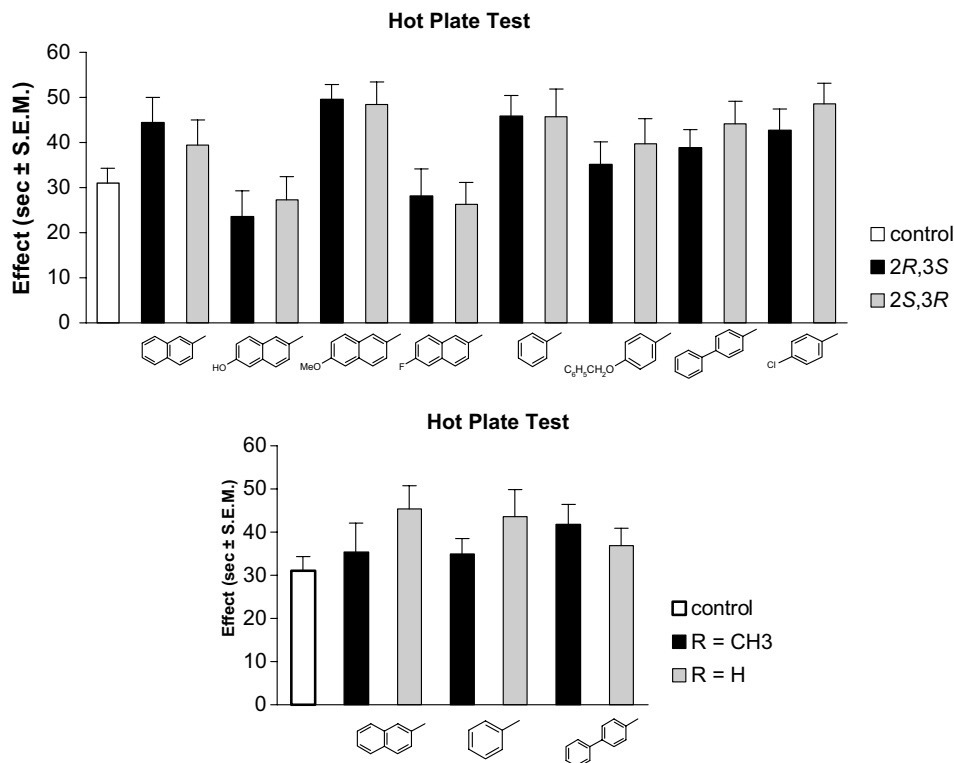 Hot Plate Test
Effect (sec ± S.E.M.)
60
50
40
30
20
10
0
control
2R,3S
2S,3R
HO
MeO
F
C₆H₅CH₂O
Cl
Hot Plate Test
Effect (sec ± S.E.M.)
60
50
40
30
20
10
0
control
R = CH3
R = H